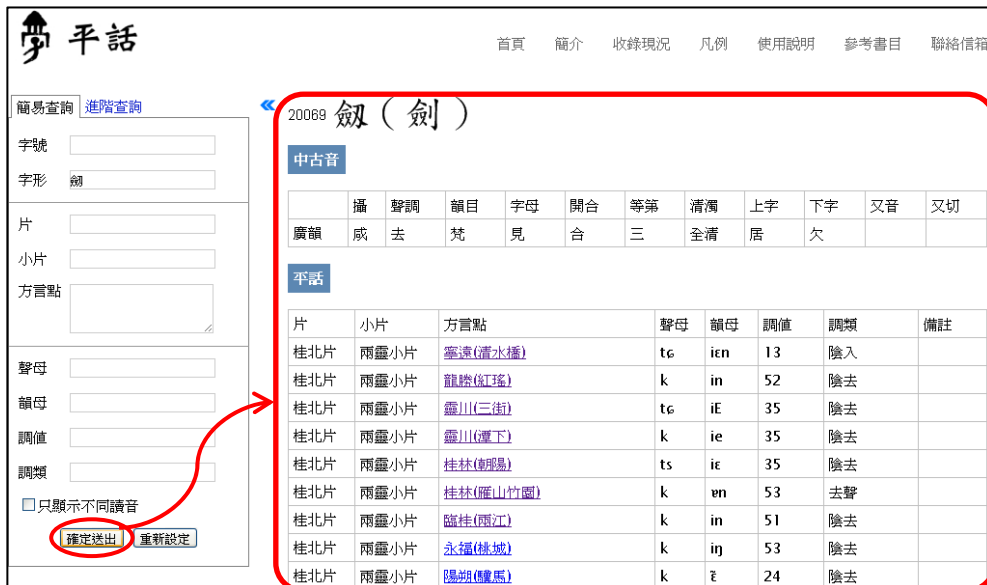 平話
首頁 簡介 收錄現況 凡例 使用說明 參考書目 聯絡信箱
簡易查詢 進階查詢
字號
字形 劒
片
小片
方言點
聲母
韻母
調值
調類
只顯示不同讀音
確定送出 重新設定
20069 劒（劍）
中古音
攝 聲調 韻目 字母 開合 等第 清濁 上字 下字 又音 又切
廣韻 咸 去 梵 見 合 三 全清 居 欠
平話
片 小片 方言點 聲母 韻母 調值 調類 備註
桂北片 兩靈小片 寧遠(清水橋) tɕ iɛn 13 陰入
桂北片 兩靈小片 龍勝(紅瑤) k in 52 陰去
桂北片 兩靈小片 靈川(三街) tɕ iE 35 陰去
桂北片 兩靈小片 靈川(潭下) k ie 35 陰去
桂北片 兩靈小片 桂林(朝陽) ts iɛ 35 陰去
桂北片 兩靈小片 桂林(雁山竹園) k ɐn 53 去聲
桂北片 兩靈小片 臨桂(兩江) k in 51 陰去
桂北片 兩靈小片 永福(桃城) k iŋ 53 陰去
桂北片 兩靈小片 陽朔(驥馬) k ẽ 24 陰去